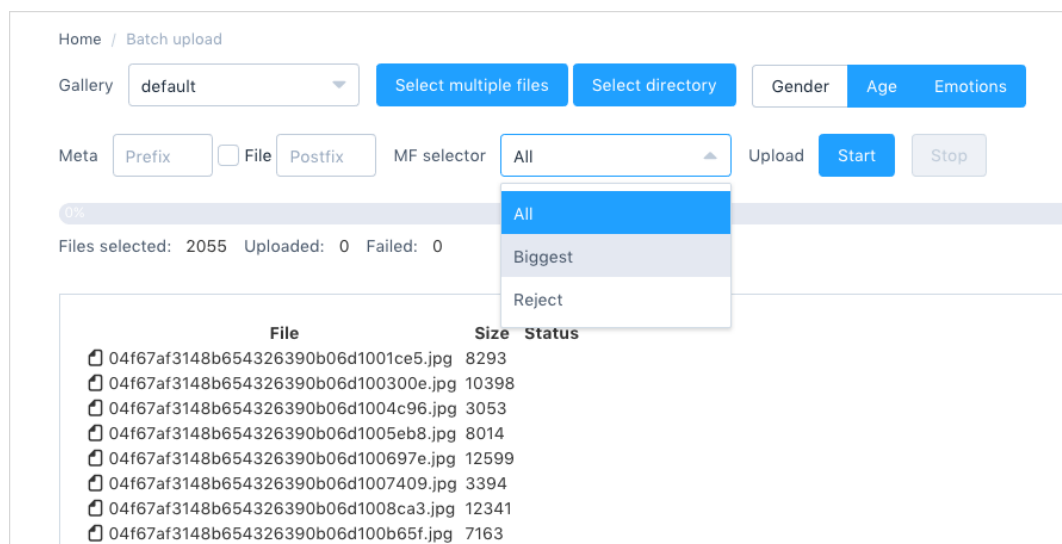 Home / Batch upload
Gallery default Select multiple files Select directory Gender Age Emotions
Meta Prefix File Postfix MF selector All Upload Start Stop
0%
All
Files selected: 2055 Uploaded: 0 Failed: 0
Biggest
Reject
File Size Status
04f67af3148b654326390b06d1001ce5.jpg 8293
04f67af3148b654326390b06d100300e.jpg 10398
04f67af3148b654326390b06d1004c96.jpg 3053
04f67af3148b654326390b06d1005eb8.jpg 8014
04f67af3148b654326390b06d100697e.jpg 12599
04f67af3148b654326390b06d1007409.jpg 3394
04f67af3148b654326390b06d1008ca3.jpg 12341
04f67af3148b654326390b06d100b65f.jpg 7163